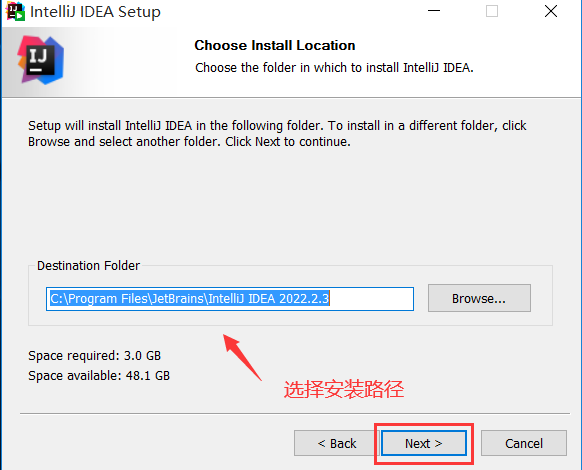 IntelliJ IDEA Setup
IJ
Choose Install Location
Choose the folder in which to install IntelliJ IDEA.
Setup will install IntelliJ IDEA in the following folder. To install in a different folder, click
Browse and select another folder. Click Next to continue.
Destination Folder
C:\Program Files\JetBrains\IntelliJ IDEA 2022.2.3
Browse...
Space required: 3.0 GB
Space available: 48.1 GB
选择安装路径
< Back
Next >
Cancel